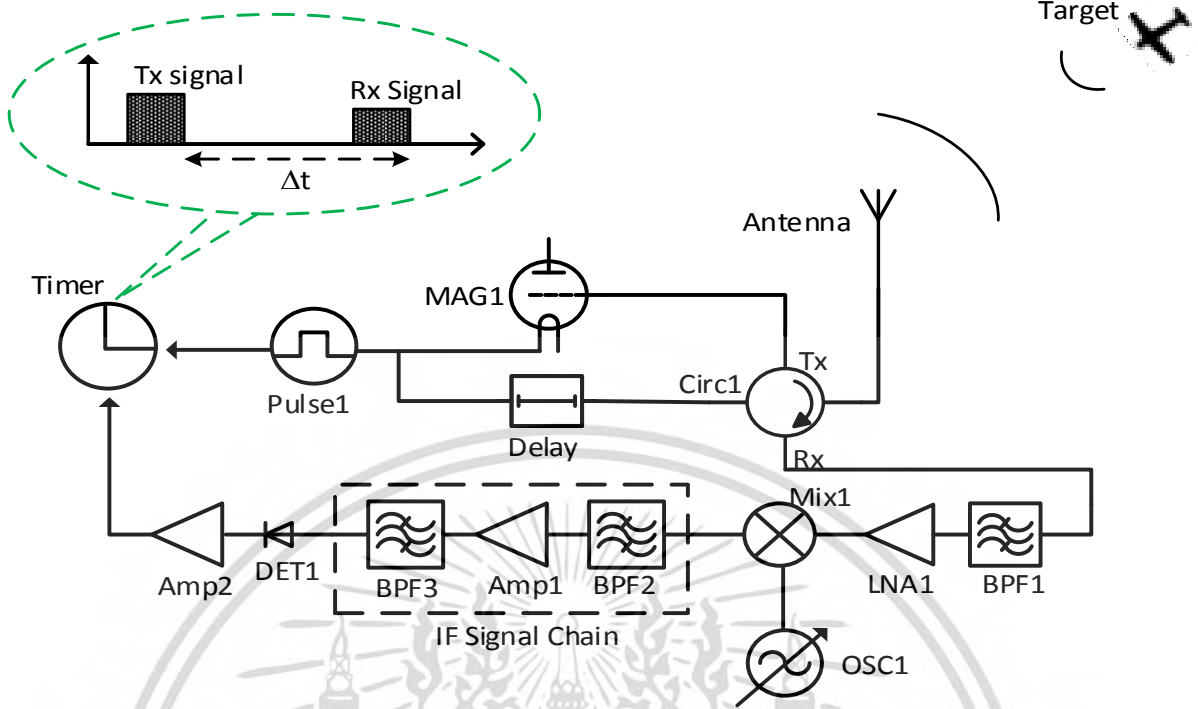 Target
Tx signal
Rx Signal
Δt
Antenna
Timer
MAG1
Pulse1
Delay
Circ1
Tx
Rx
Mix1
Amp2
DET1
BPF3
Amp1
BPF2
LNA1
BPF1
IF Signal Chain
OSC1